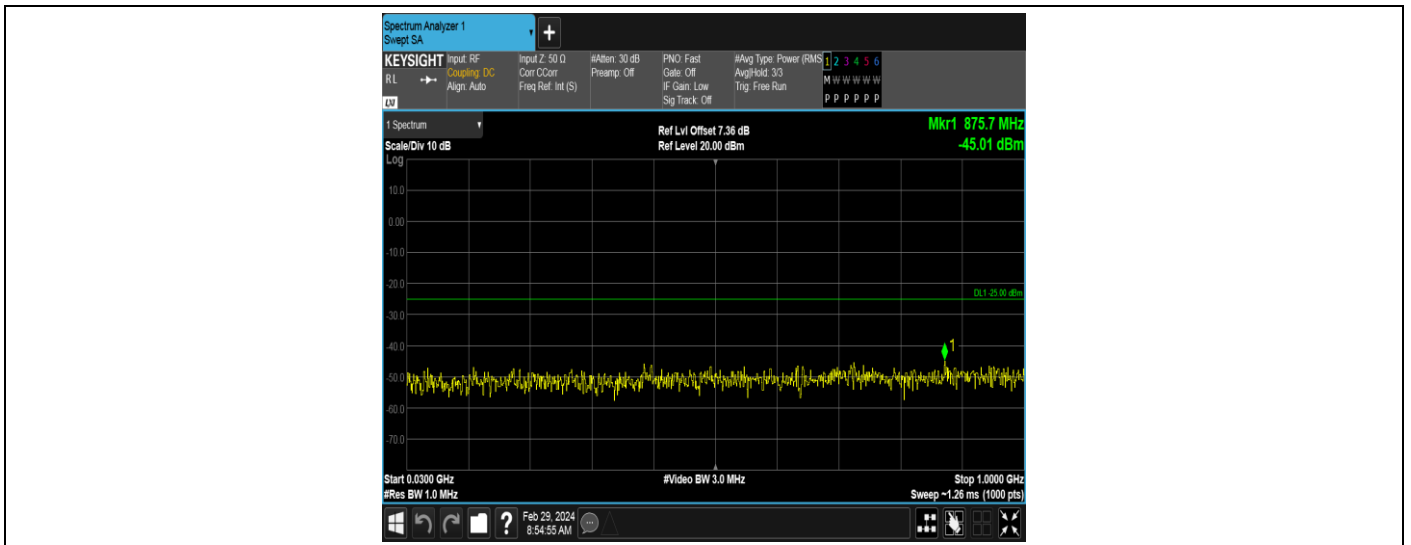 Spectrum Analyzer 1
Swept SA
+
KEYSIGHT Input: RF Input Z: 50 Ω #Atten: 30 dB PNO: Fast #Avg Type: Power (RMS 1 2 3 4 5 6
RL Coupling: DC Corr CCorr Preamp: Off Gate: Off Avg|Hold: 3/3 M W W W W W
Align: Auto Freq Ref: Int (S) IF Gain: Low Trig: Free Run
LXI Sig Track: Off P P P P P P
1 Spectrum Ref Lvl Offset 7.36 dB Mkr1 875.7 MHz
Scale/Div 10 dB Ref Level 20.00 dBm -45.01 dBm
Log
10.0
0.00
-10.0
-20.0
DL1 -25.00 dBm
-30.0
-40.0
1
-50.0
-60.0
-70.0
Start 0.0300 GHz #Video BW 3.0 MHz Stop 1.0000 GHz
#Res BW 1.0 MHz Sweep ~1.26 ms (1000 pts)
? Feb 29, 2024
8:54:55 AM